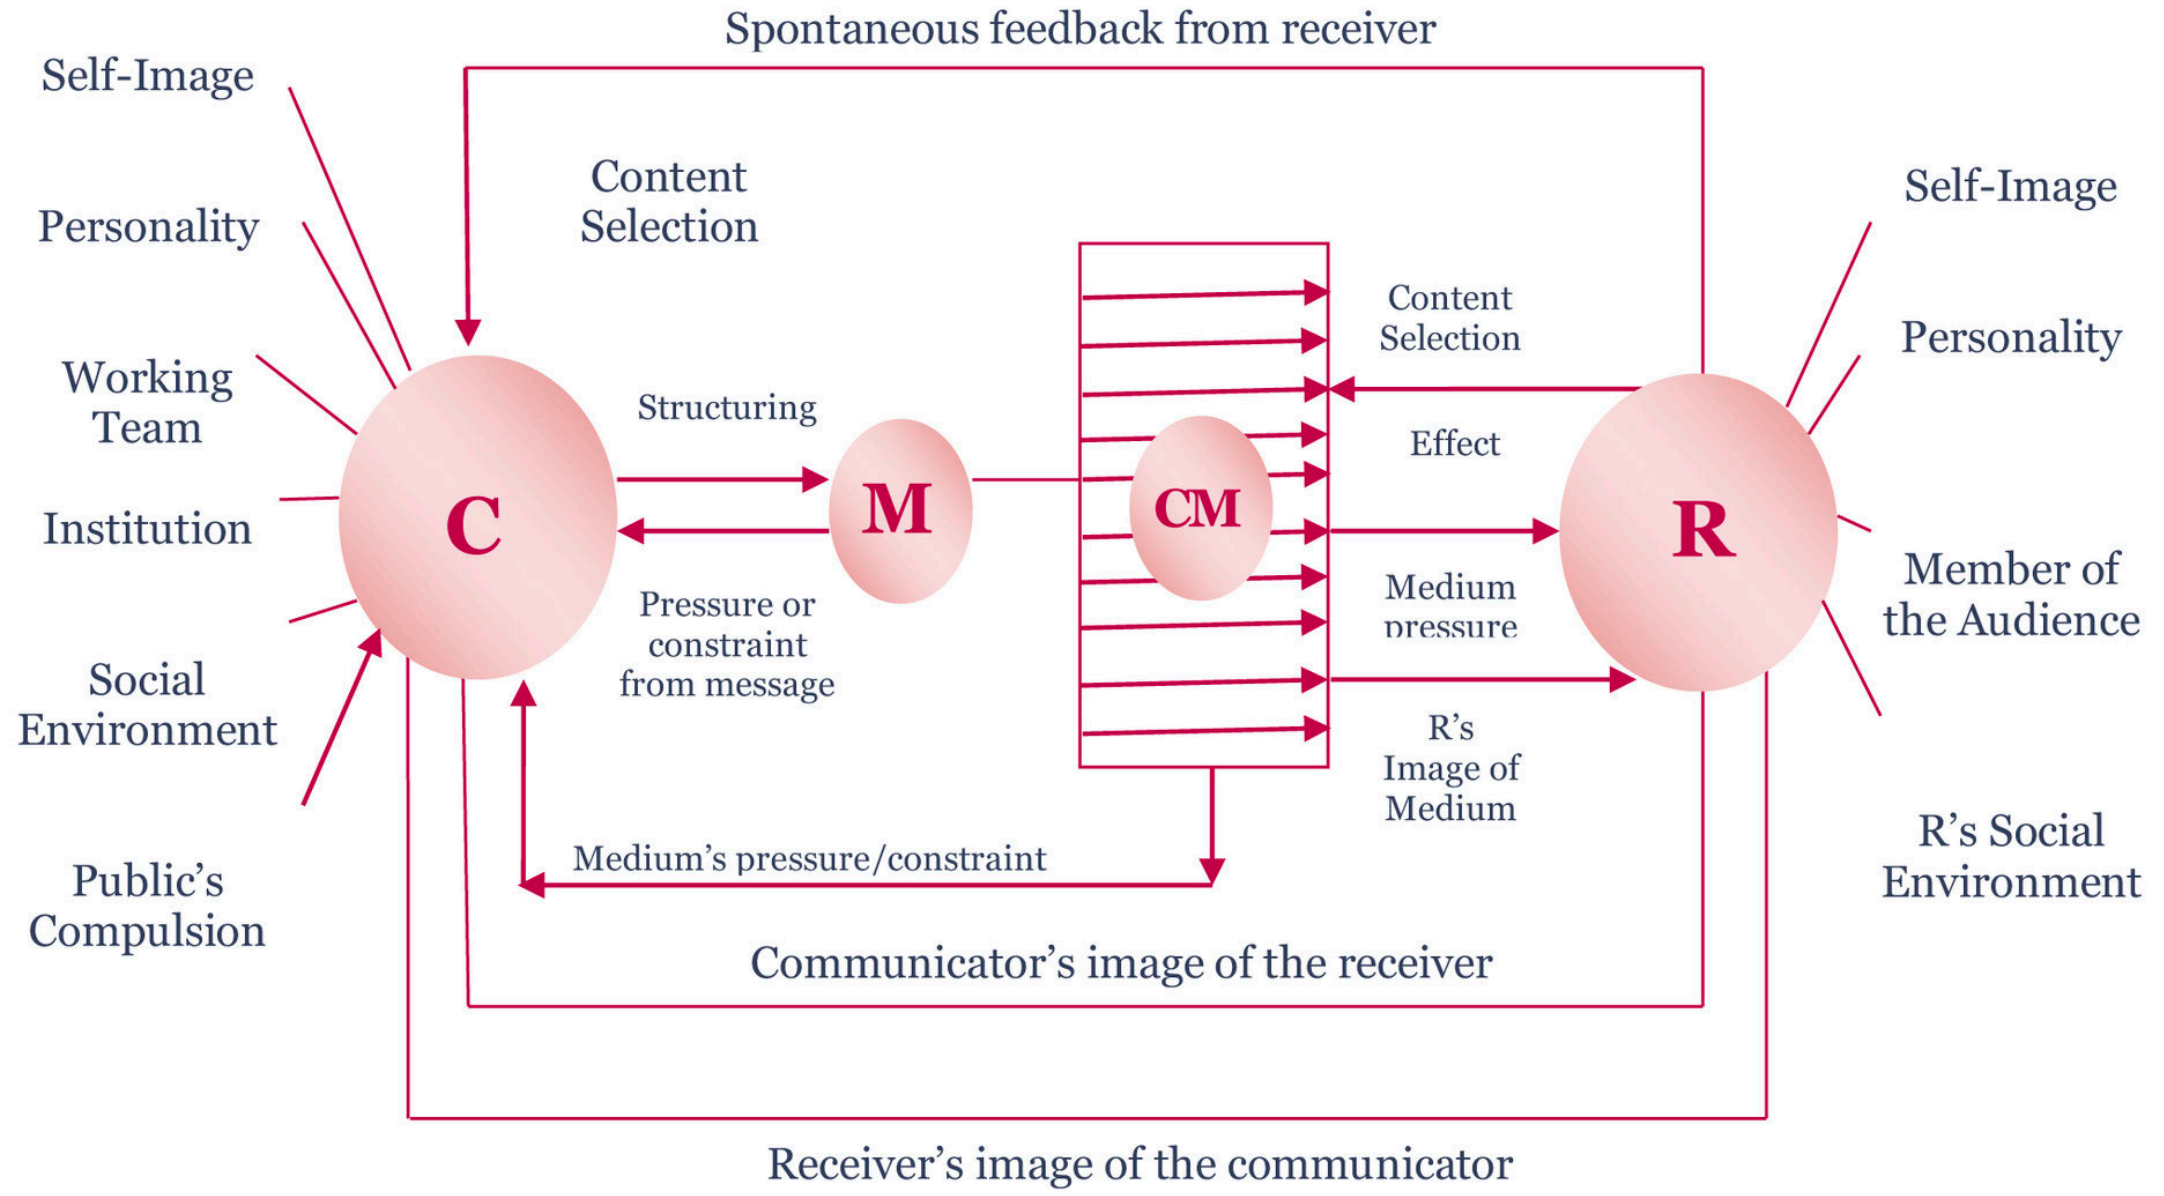 Spontaneous feedback from receiver
Self-Image
Personality
Working
Team
Institution
Social
Environment
Public’s
Compulsion
Content
Selection
C
Structuring
Pressure or
constraint
from message
M
CM
Content
Selection
Effect
Medium
pressure
R’s
Image of
Medium
R
Self-Image
Personality
Member of
the Audience
R’s Social
Environment
Medium’s pressure/constraint
Communicator’s image of the receiver
Receiver’s image of the communicator